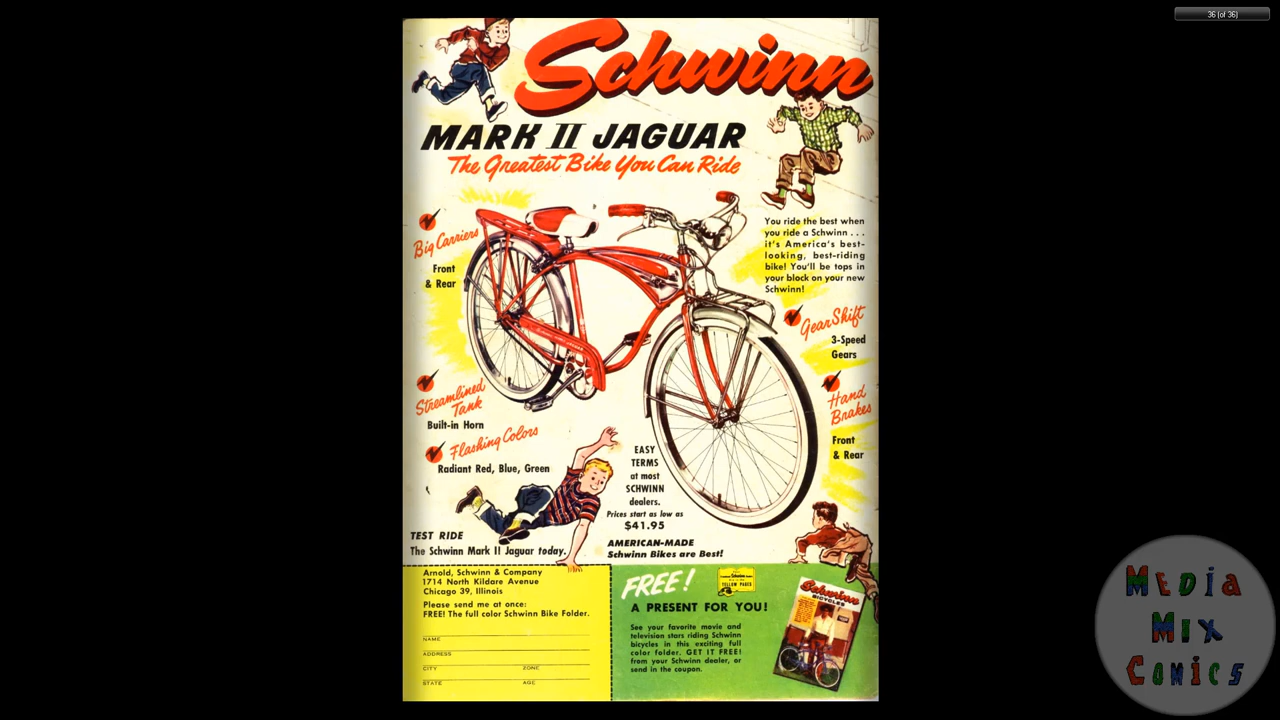 36 (of 36)
Schwinn
MARK II JAGUAR
The Greatest Bike You Can Ride
Big Carriers
Front
& Rear
You ride the best when
you ride a Schwinn . . .
it's America's best-
looking, best-riding
bike! You'll be tops in
your block on your new
Schwinn!
Gear Shift
3-Speed
Gears
Streamlined
Tank
Built-in Horn
Hand
Brakes
Front
& Rear
Flashing Colors
Radiant Red, Blue, Green
EASY
TERMS
at most
SCHWINN
dealers.
Prices start as low as
$41.95
TEST RIDE
The Schwinn Mark II Jaguar today.
AMERICAN-MADE
Schwinn Bikes are Best!
Arnold, Schwinn & Company
1714 North Kildare Avenue
Chicago 39, Illinois
Please send me at once:
FREE! The full color Schwinn Bike Folder.
NAME
ADDRESS
CITY ZONE
STATE AGE
FREE!
YELLOW PAGES
A PRESENT FOR YOU!
See your favorite movie and
television stars riding Schwinn
bicycles in this exciting full
color folder. GET IT FREE!
from your Schwinn dealer, or
send in the coupon.
Schwinn
BICYCLES
MEDIA
MIX
COMICS